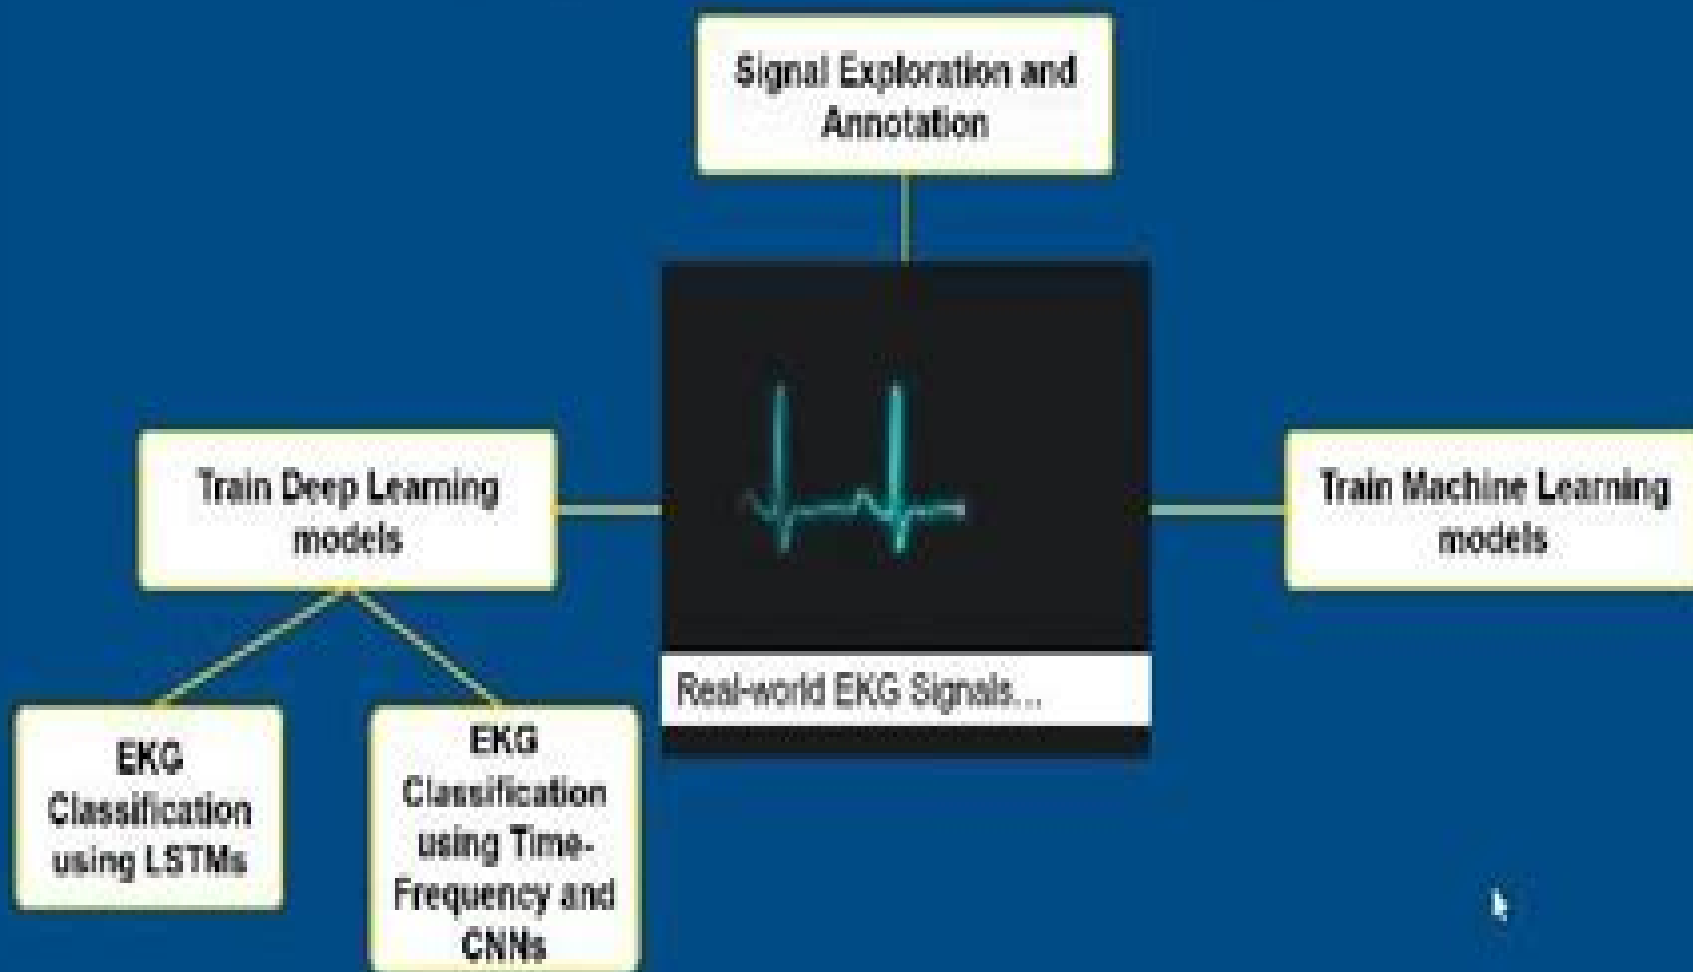 Signal Exploration and
Annotation
Train Deep Learning
models
Train Machine Learning
models
Real-world EKG Signals...
EKG
Classification
using LSTMs
EKG
Classification
using Time-
Frequency and
CNNs